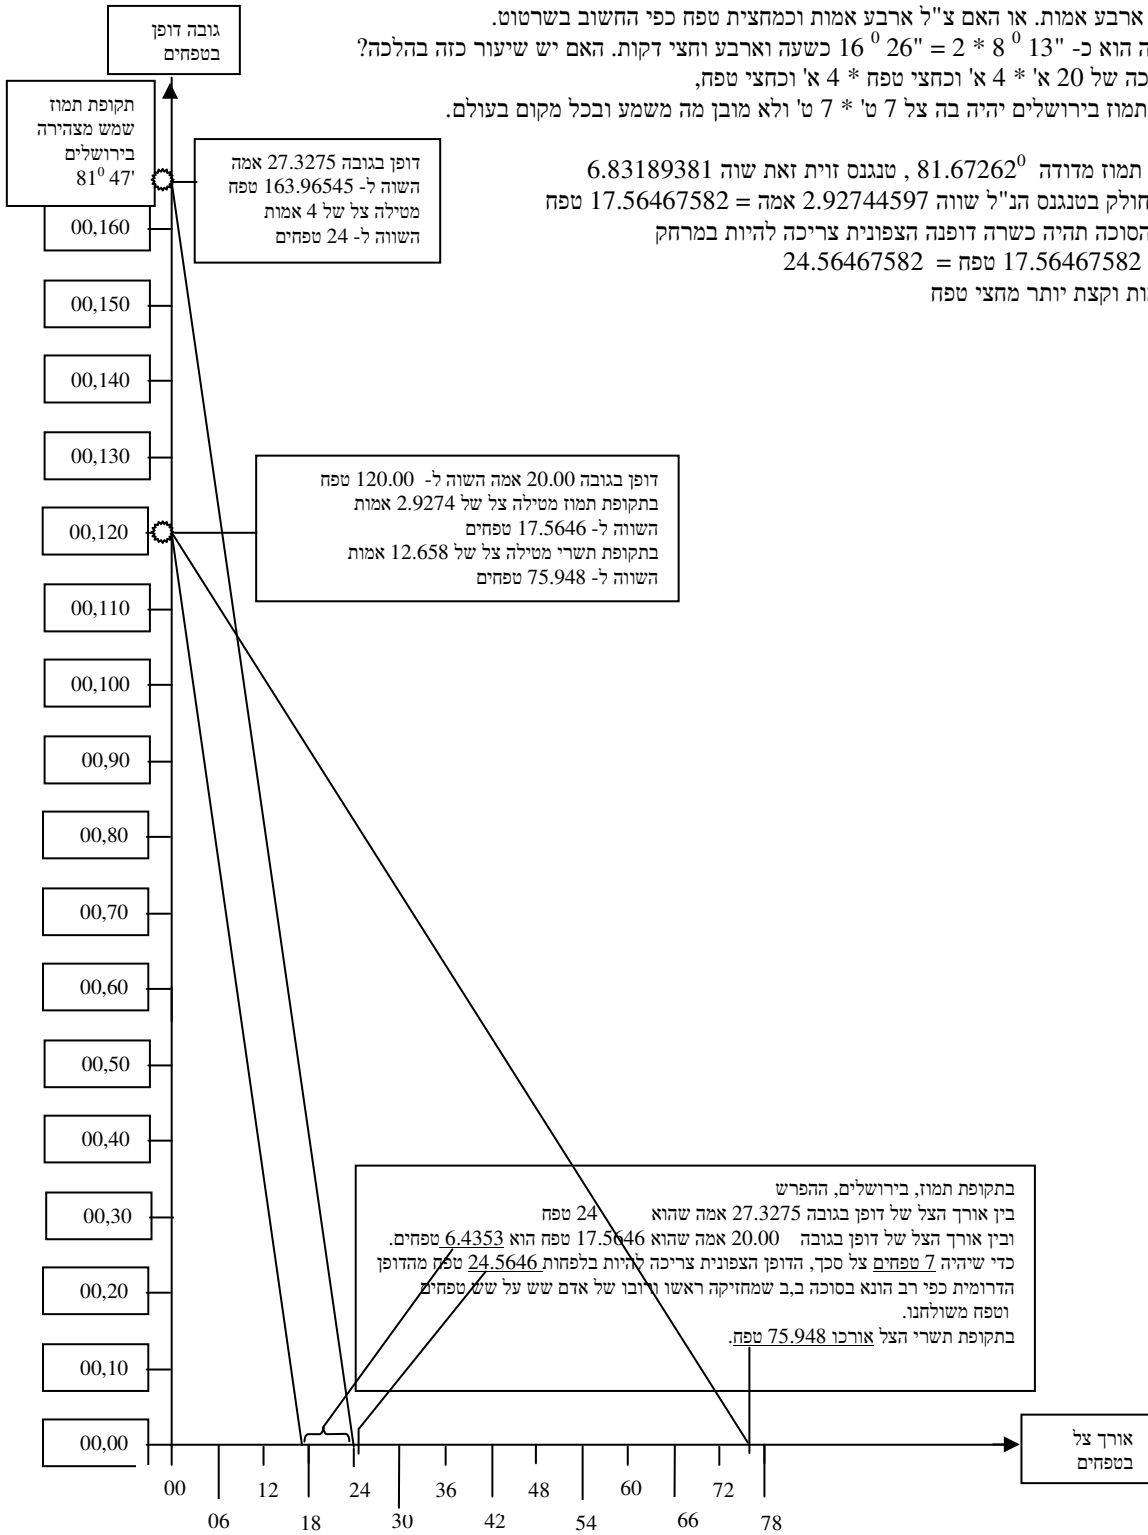 ארבע אמות. או האם צ"ל ארבע אמות וכמחצית טפח כפי החשוב בשרטוט.
ה הוא כ- "13 ⁰ 8 * 2 = "26 ⁰ 16 כשעה וארבע וחצי דקות. האם יש שיעור כזה בהלכה?
כה של 20 א' * 4 א' וכחצי טפח * 4 א' וכחצי טפח,
תמוז בירושלים יהיה בה צל 7 ט' * 7 ט' ולא מובן מה משמע ובכל מקום בעולם.
תמוז מדודה 81.67262⁰ , טנגנס זוית זאת שוה 6.83189381
חולק בטנגנס הנ"ל שווה 2.92744597 אמה = 17.56467582 טפח
הסוכה תהיה כשרה דופנה הצפונית צריכה להיות במרחק
17.56467582 טפח = 24.56467582
ות וקצת יותר מחצי טפח
גובה דופן
בטפחים
תקופת תמוז
שמש מצהירה
בירושלים
81⁰ 47'
דופן בגובה 27.3275 אמה
השוה ל- 163.96545 טפח
מטילה צל של 4 אמות
השווה ל- 24 טפחים
00,160
00,150
00,140
00,130
דופן בגובה 20.00 אמה השוה ל- 120.00 טפח
בתקופת תמוז מטילה צל של 2.9274 אמות
השווה ל- 17.5646 טפחים
בתקופת תשרי מטילה צל של 12.658 אמות
השווה ל- 75.948 טפחים
00,120
00,110
00,100
00,90
00,80
00,70
00,60
00,50
00,40
00,30
00,20
00,10
00,00
בתקופת תמוז, בירושלים, ההפרש
בין אורך הצל של דופן בגובה 27.3275 אמה שהוא 24 טפח
ובין אורך הצל של דופן בגובה 20.00 אמה שהוא 17.5646 טפח הוא 6.4353 טפחים.
כדי שיהיה 7 טפחים צל סכך, הדופן הצפונית צריכה להיות בלפחות 24.5646 טפח מהדופן
הדרומית כפי רב הונא בסוכה ב,ב שמחזיקה ראשו ורובו של אדם שש על שש טפחים
וטפח משולחנו.
בתקופת תשרי הצל אורכו 75.948 טפח.
אורך צל
בטפחים
00 12 24 36 48 60 72
06 18 30 42 54 66 78